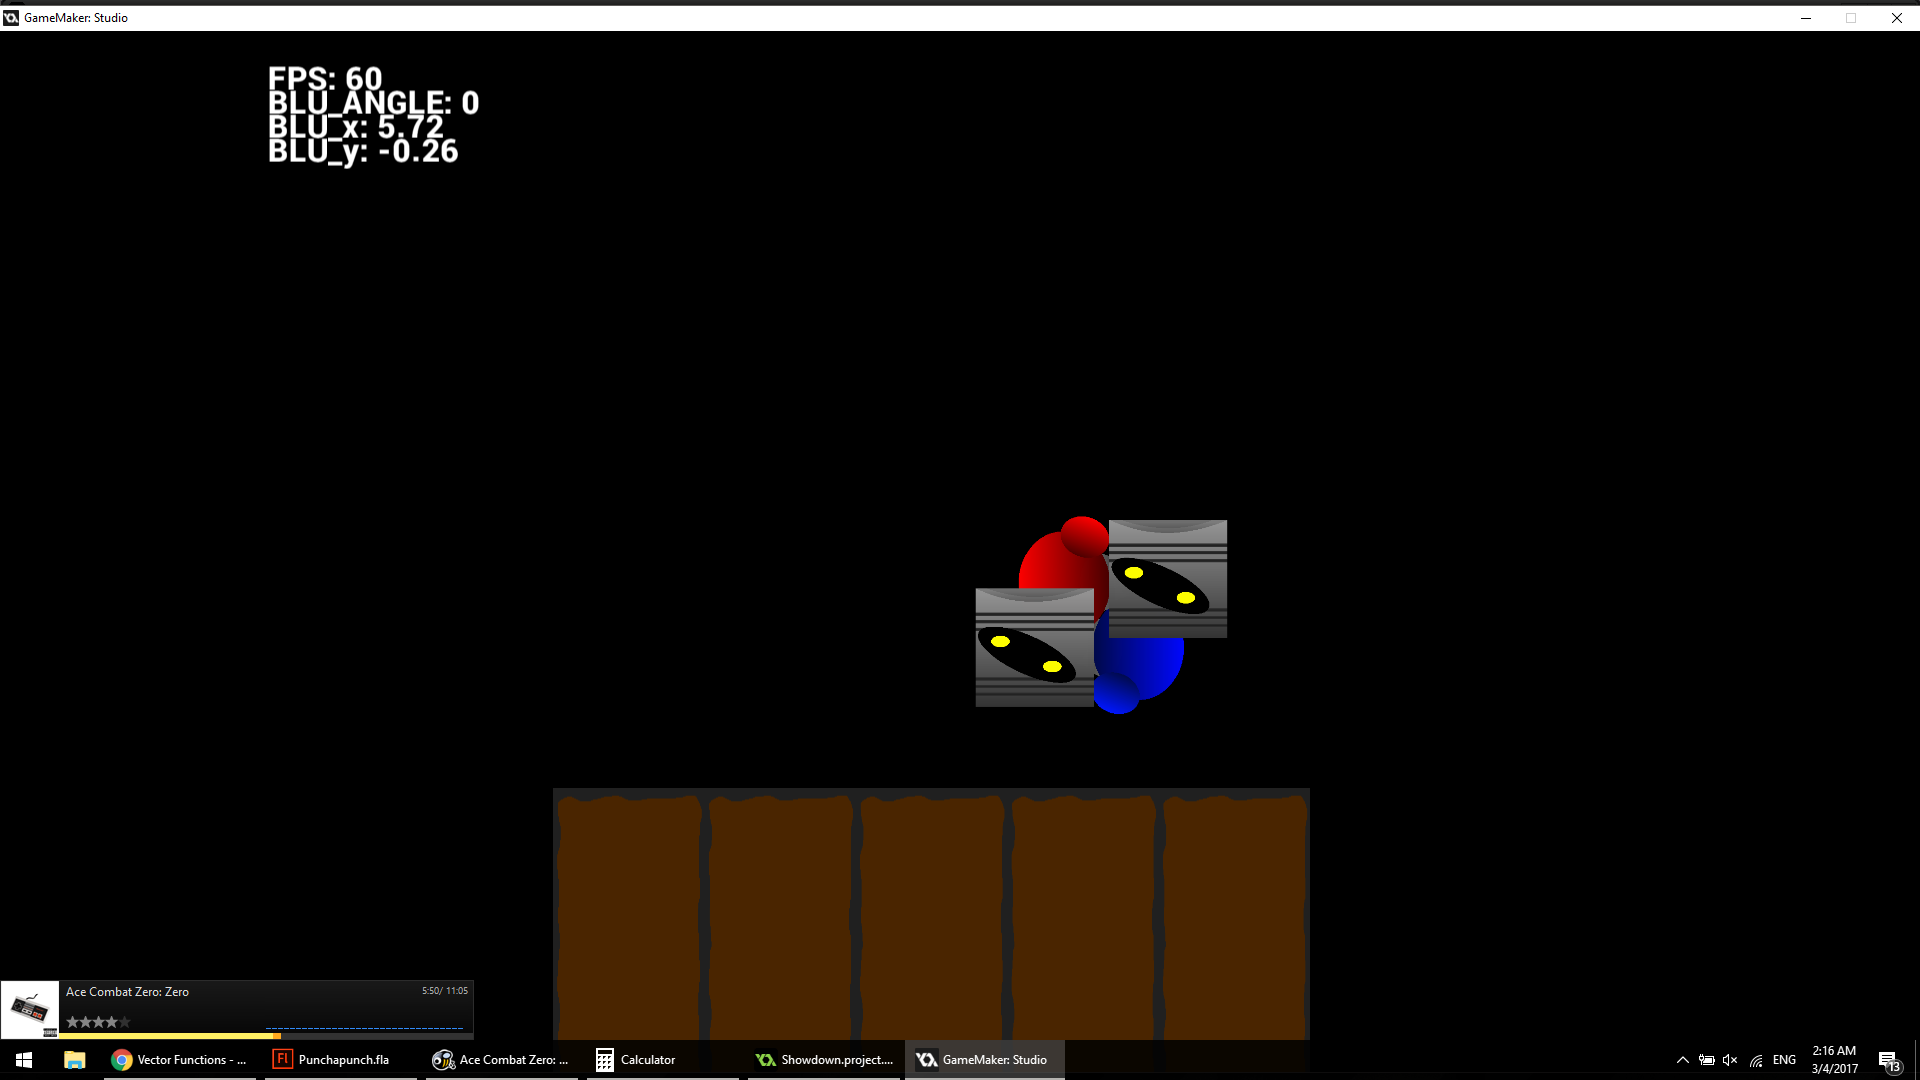 GameMaker: Studio
FPS: 60
BLU_ANGLE: 0
BLU_x: 5.72
BLU_y: -0.26
Ace Combat Zero: Zero
5:50/ 11:05
Vector Functions - ...
Fl
Punchapunch.fla
Ace Combat Zero: ...
Calculator
Showdown.project....
GameMaker: Studio
ENG
2:16 AM
3/4/2017
13